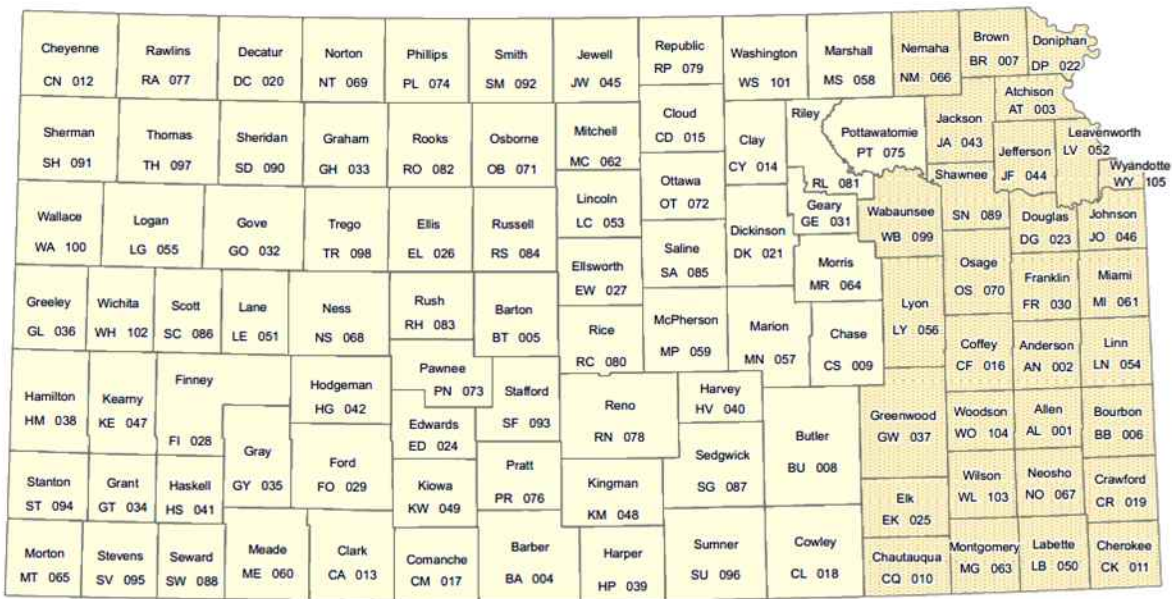 Cheyenne
CN 012
Rawlins
RA 077
Decatur
DC 020
Norton
NT 069
Phillips
PL 074
Smith
SM 092
Jewell
JW 045
Republic
RP 079
Washington
WS 101
Marshall
MS 058
Nemaha
NM 066
Brown
BR 007
Doniphan
DP 022
Atchison
AT 003
Sherman
SH 091
Thomas
TH 097
Sheridan
SD 090
Graham
GH 033
Rooks
RO 082
Osborne
OB 071
Mitchell
MC 062
Cloud
CD 015
Clay
CY 014
Riley
RL 081
Pottawatomie
PT 075
Jackson
JA 043
Jefferson
JF 044
Leavenworth
LV 052
Wyandotte
WY 105
Shawnee
SN 089
Ottawa
OT 072
Lincoln
LC 053
Geary
GE 031
Wallace
WA 100
Logan
LG 055
Gove
GO 032
Trego
TR 098
Ellis
EL 026
Russell
RS 084
Ellsworth
EW 027
Saline
SA 085
Dickinson
DK 021
Morris
MR 064
Wabaunsee
WB 099
Osage
OS 070
Douglas
DG 023
Johnson
JO 046
Greeley
GL 036
Wichita
WH 102
Scott
SC 086
Lane
LE 051
Ness
NS 068
Rush
RH 083
Barton
BT 005
Rice
RC 080
McPherson
MP 059
Marion
MN 057
Chase
CS 009
Lyon
LY 056
Coffey
CF 016
Franklin
FR 030
Miami
MI 061
Anderson
AN 002
Linn
LN 054
Hamilton
HM 038
Kearny
KE 047
Finney
FI 028
Hodgeman
HG 042
Pawnee
PN 073
Edwards
ED 024
Stafford
SF 093
Reno
RN 078
Harvey
HV 040
Butler
BU 008
Greenwood
GW 037
Woodson
WO 104
Allen
AL 001
Bourbon
BB 006
Gray
GY 035
Ford
FO 029
Kiowa
KW 049
Pratt
PR 076
Kingman
KM 048
Sedgwick
SG 087
Stanton
ST 094
Grant
GT 034
Haskell
HS 041
Elk
EK 025
Wilson
WL 103
Neosho
NO 067
Crawford
CR 019
Morton
MT 065
Stevens
SV 095
Seward
SW 088
Meade
ME 060
Clark
CA 013
Comanche
CM 017
Barber
BA 004
Harper
HP 039
Sumner
SU 096
Cowley
CL 018
Chautauqua
CQ 010
Montgomery
MG 063
Labette
LB 050
Cherokee
CK 011